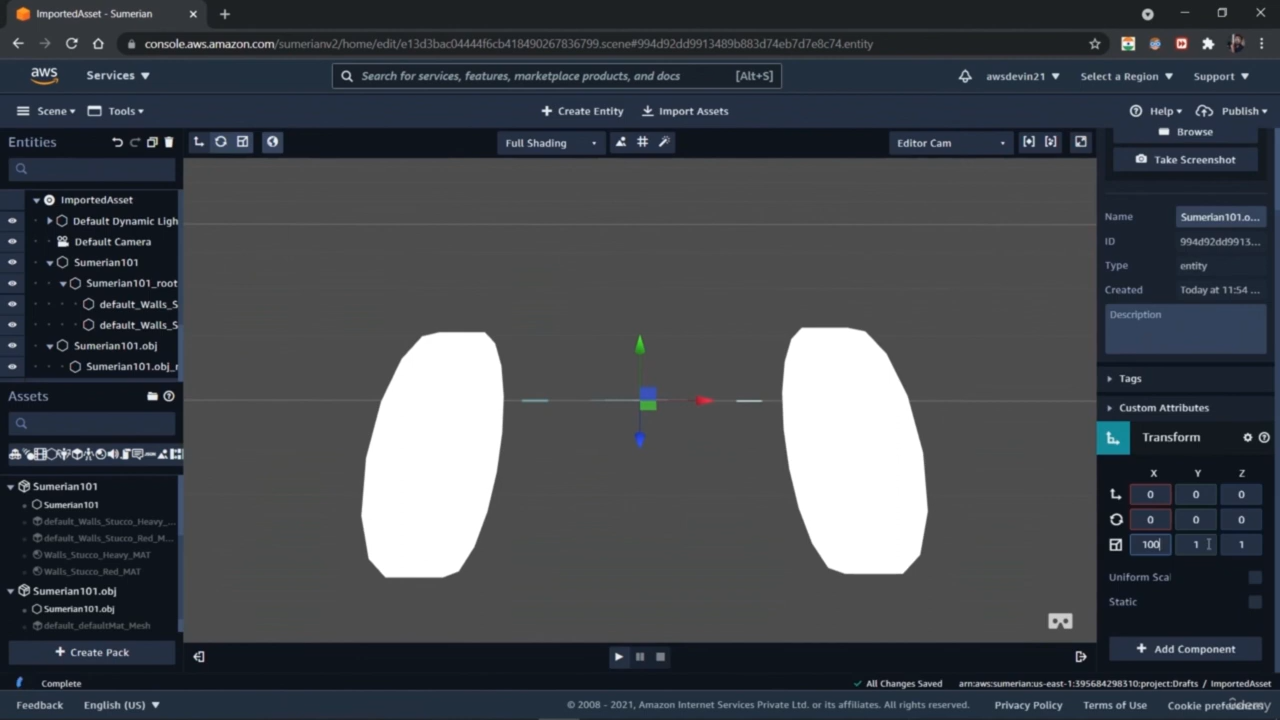 ImportedAsset - Sumerian
console.aws.amazon.com/sumerianv2/home/edit/e13d3bac04444f6cb418490267836799.scene#994d92dd9913489b883d74eb7d7e8c74.entity
aws Services Search for services, features, marketplace products, and docs [Alt+S] awsdevin21 Select a Region Support
Scene Tools Create Entity Import Assets Help Publish
Entities Full Shading Editor Cam Browse
Take Screenshot
ImportedAsset
Default Dynamic Ligh Name Sumerian101.o...
Default Camera ID 994d92dd9913...
Sumerian101 Type entity
Sumerian101_root Created Today at 11:54 ...
default_Walls_S Description
default_Walls_S
Sumerian101.obj
Sumerian101.obj_r
Tags
Assets Custom Attributes
Transform
X Y Z
Sumerian101 0 0 0
Sumerian101
default_Walls_Stucco_Heavy_... 0 0 0
default_Walls_Stucco_Red_M... 100 1 1
Walls_Stucco_Heavy_MAT
Walls_Stucco_Red_MAT Uniform Scal
Sumerian101.obj Static
Sumerian101.obj
default_defaultMat_Mesh
Create Pack Add Component
Complete All Changes Saved arn:aws:sumerian:us-east-1:395684298310:project:Drafts / ImportedAsset
Feedback English (US) © 2008 - 2021, Amazon Internet Services Private Ltd. or its affiliates. All rights reserved. Privacy Policy Terms of Use Cookie preferences